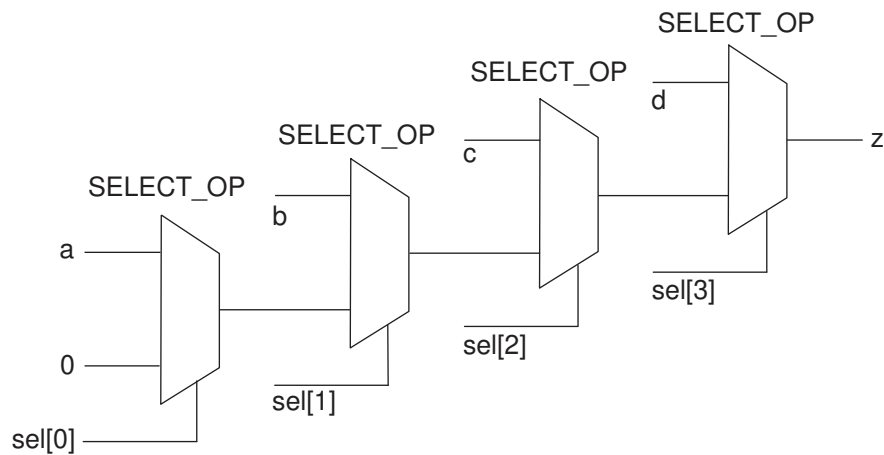 SELECT_OP
SELECT_OP
d
z
SELECT_OP
c
SELECT_OP
b
a
sel[3]
sel[2]
0
sel[1]
sel[0]